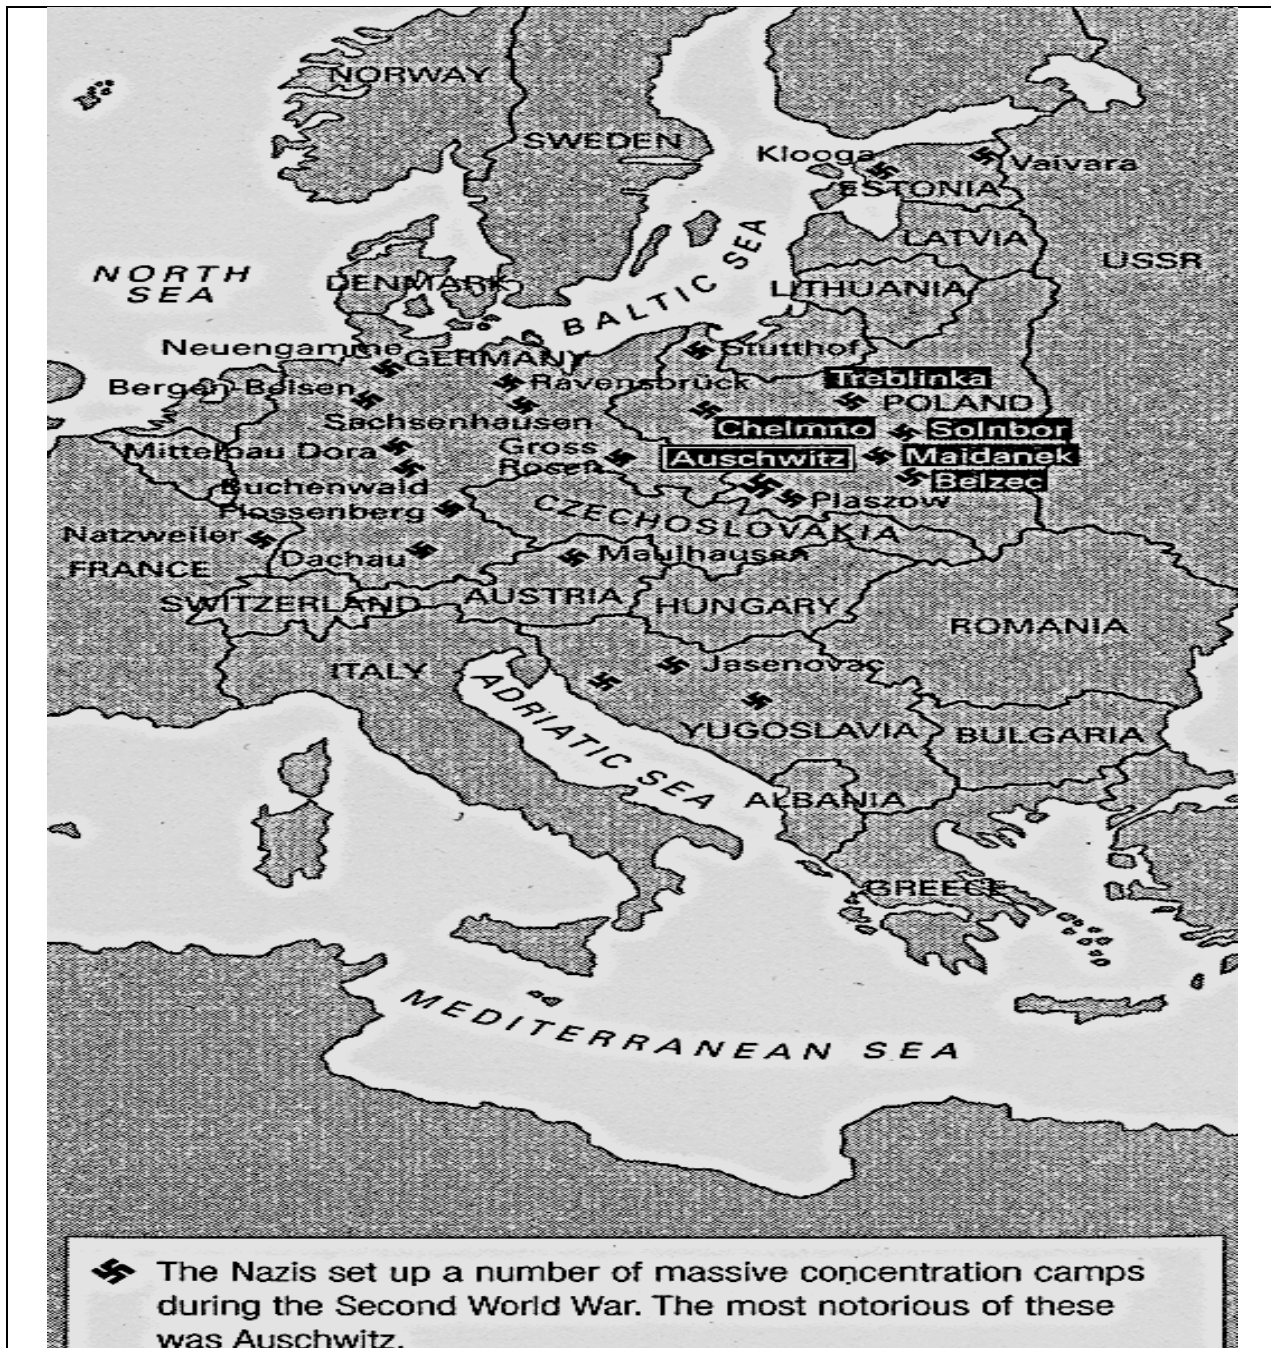 NORWAY
SWEDEN
Klooga
Vaivara
ESTONIA
LATVIA
USSR
NORTH
SEA
DENMARK
BALTIC SEA
LITHUANIA
Neuengamme
GERMANY
Stutthof
Bergen-Belsen
Ravensbrück
Treblinka
POLAND
Sachsenhausen
Chelmno
Solnbor
Mittelbau Dora
Gross
Rosen
Auschwitz
Maidanek
Buchenwald
Belzec
Plossenberg
Plaszow
CZECHOSLOVAKIA
Natzweiler
Dachau
Maulhausen
FRANCE
SWITZERLAND
AUSTRIA
HUNGARY
ROMANIA
ITALY
Jasenovac
ADRIATIC SEA
YUGOSLAVIA
BULGARIA
ALBANIA
GREECE
MEDITERRANEAN SEA
The Nazis set up a number of massive concentration camps
during the Second World War. The most notorious of these
was Auschwitz.